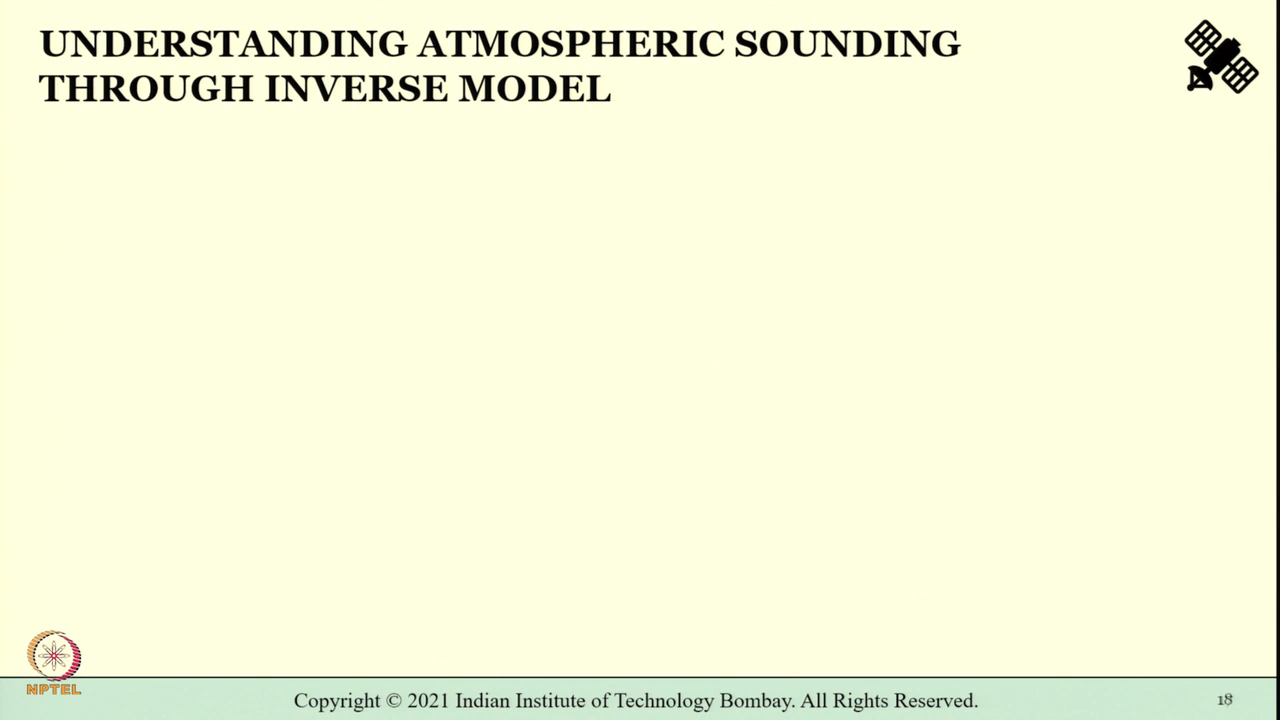 UNDERSTANDING ATMOSPHERIC SOUNDING
THROUGH INVERSE MODEL
NPTEL
Copyright © 2021 Indian Institute of Technology Bombay. All Rights Reserved.
18